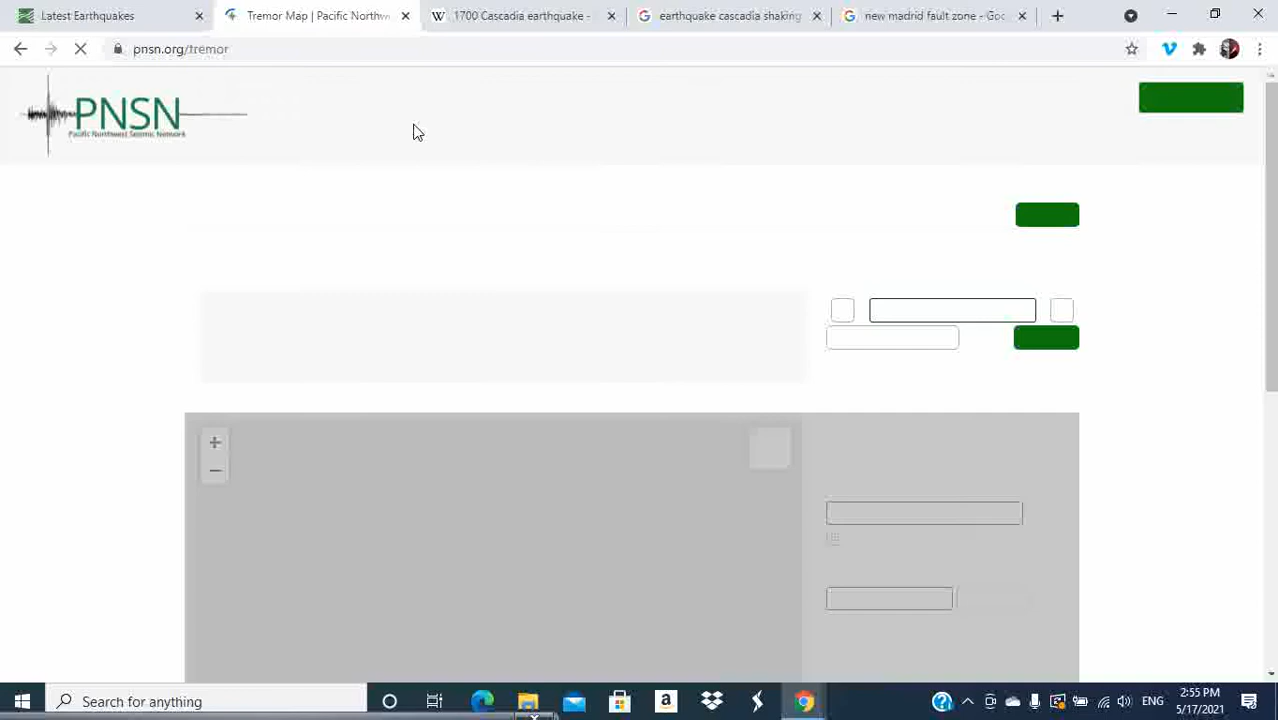 Latest Earthquakes
Tremor Map | Pacific Northw
1700 Cascadia earthquake -
earthquake cascadia shaking
new madrid fault zone - Goo
pnsn.org/tremor
PNSN
Pacific Northwest Seismic Network
+
−
Search for anything
ENG
2:55 PM
5/17/2021